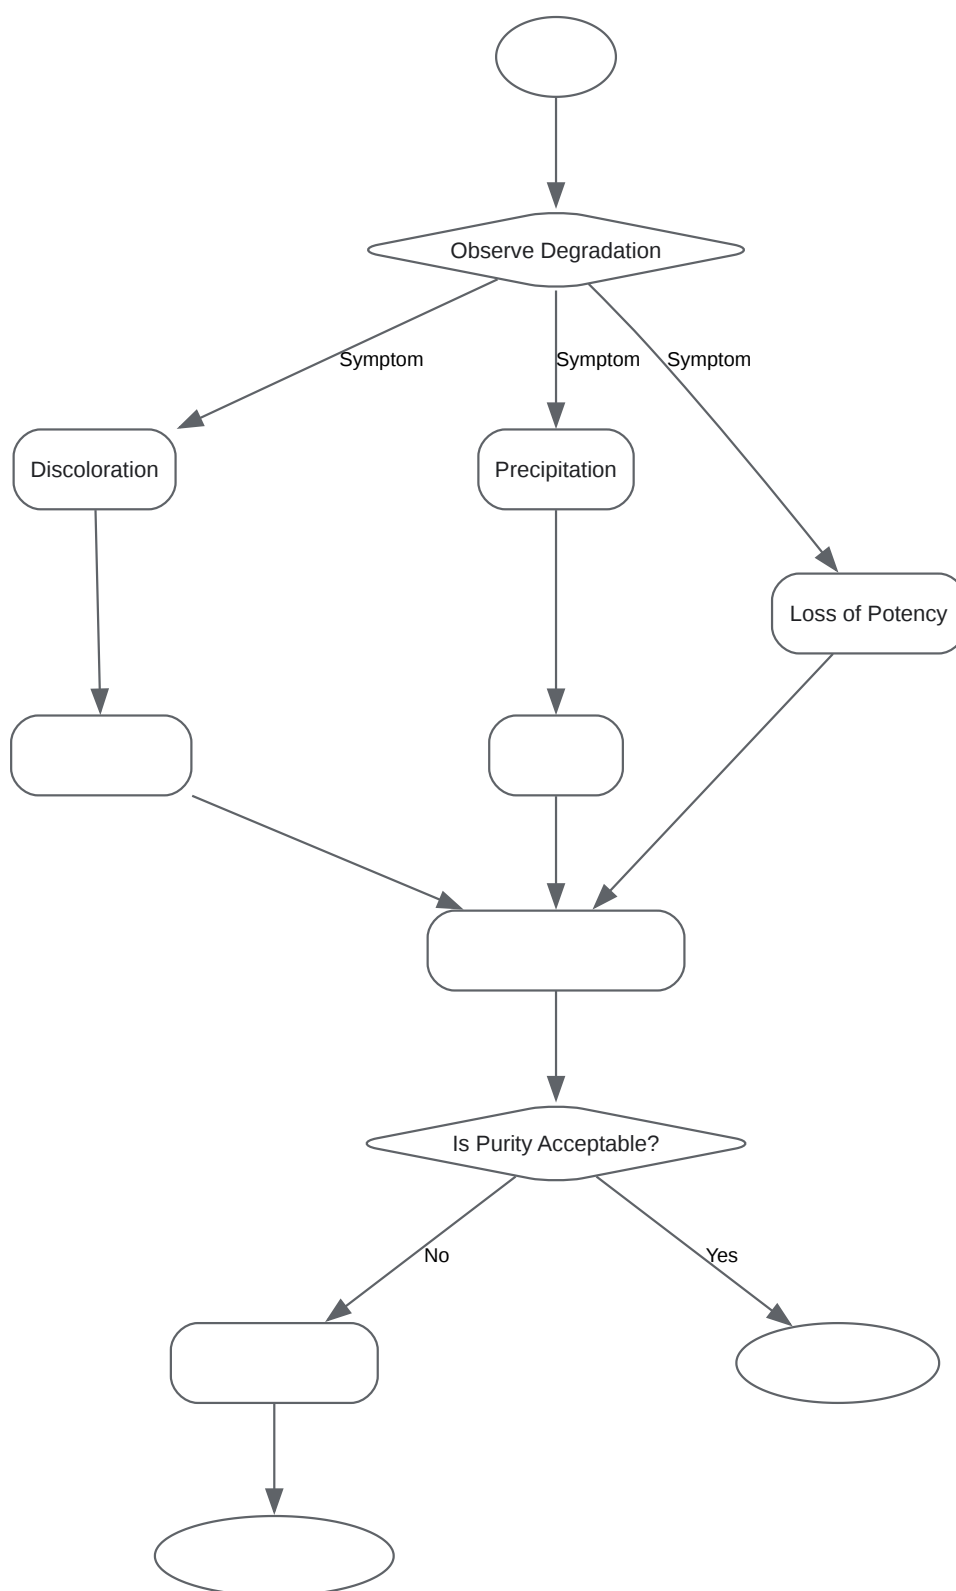 Observe Degradation
Symptom
Symptom
Symptom
Discoloration
Precipitation
Loss of Potency
Is Purity Acceptable?
No
Yes